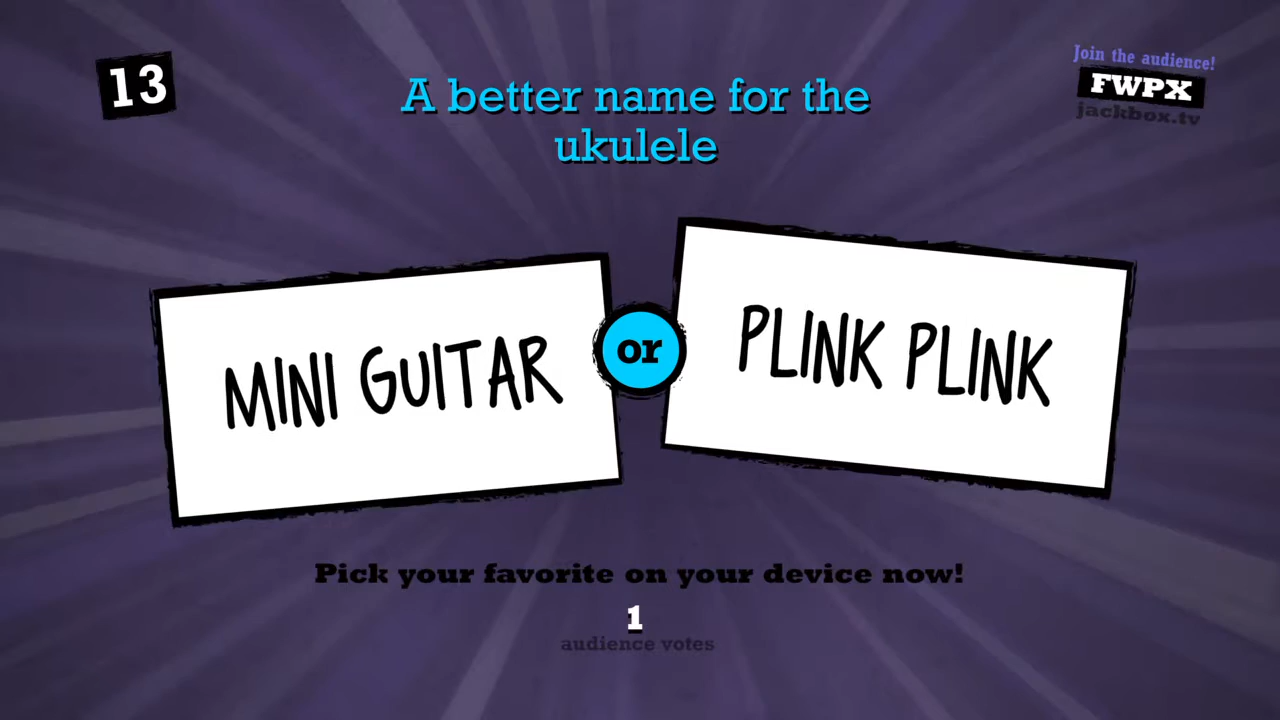 13
Join the audience!
FWPX
jackbox.tv
A better name for the
ukulele
MINI GUITAR
or
PLINK PLINK
Pick your favorite on your device now!
1
audience votes